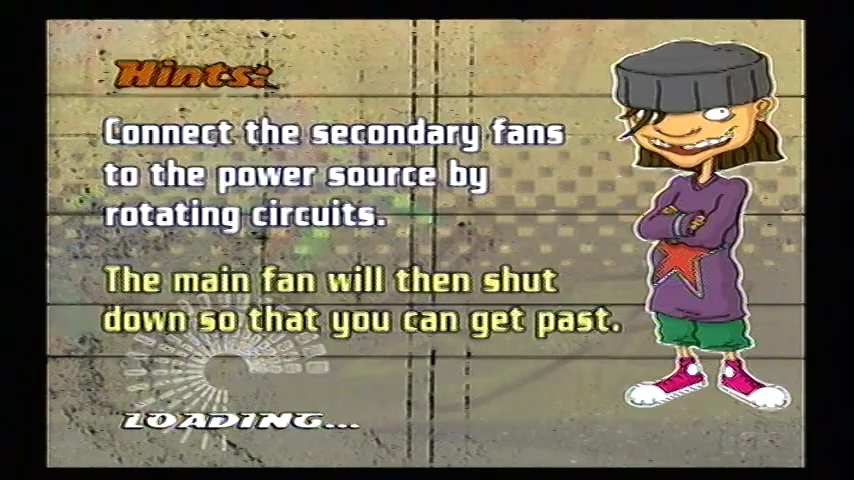 Hints:
Connect the secondary fans
to the power source by
rotating circuits.
The main fan will then shut
down so that you can get past.
LOADING...